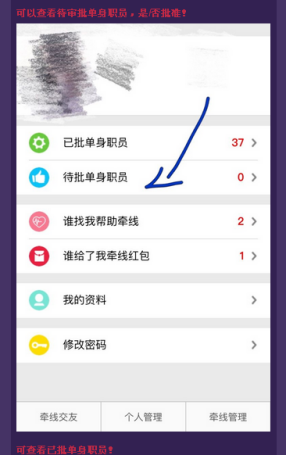 可以查看待审批单身职员。是/否批准!
已批单身职员 37 >
待批单身职员 0 >
谁找我帮助牵线 2 >
谁给了我牵线红包 1 >
我的资料 >
修改密码 >
牵线交友 个人管理 牵线管理
可查看已批单身职员!